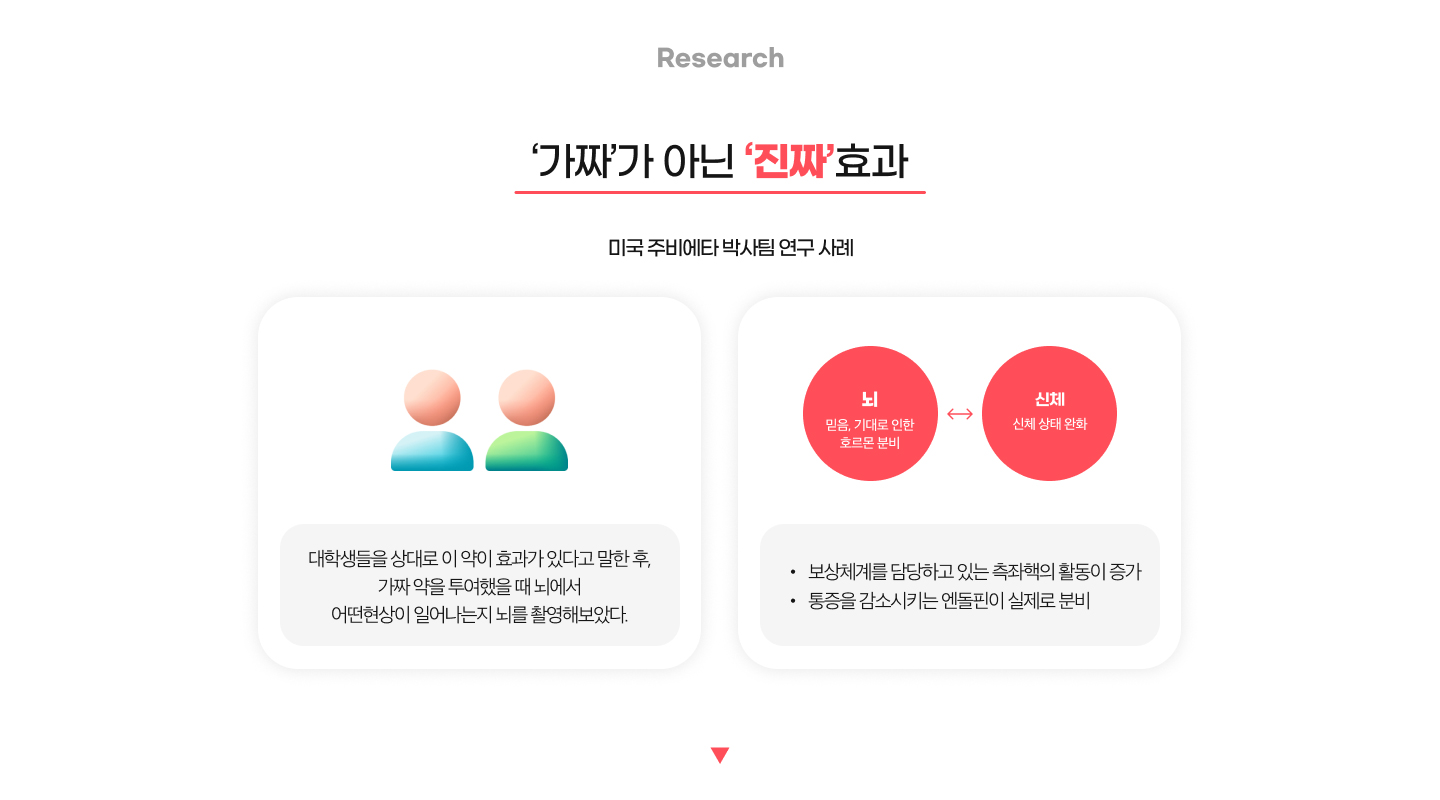 Research
‘가짜’가 아닌 ‘진짜’효과
미국 주비에타 박사팀 연구 사례
뇌
믿음, 기대로 인한
호르몬 분비
신체
신체 상태 완화
대학생들을 상대로 이 약이 효과가 있다고 말한 후,
가짜 약을 투여했을 때 뇌에서
어떤현상이 일어나는지 뇌를 촬영해보았다.
• 보상체계를 담당하고 있는 측좌핵의 활동이 증가
• 통증을 감소시키는 엔돌핀이 실제로 분비